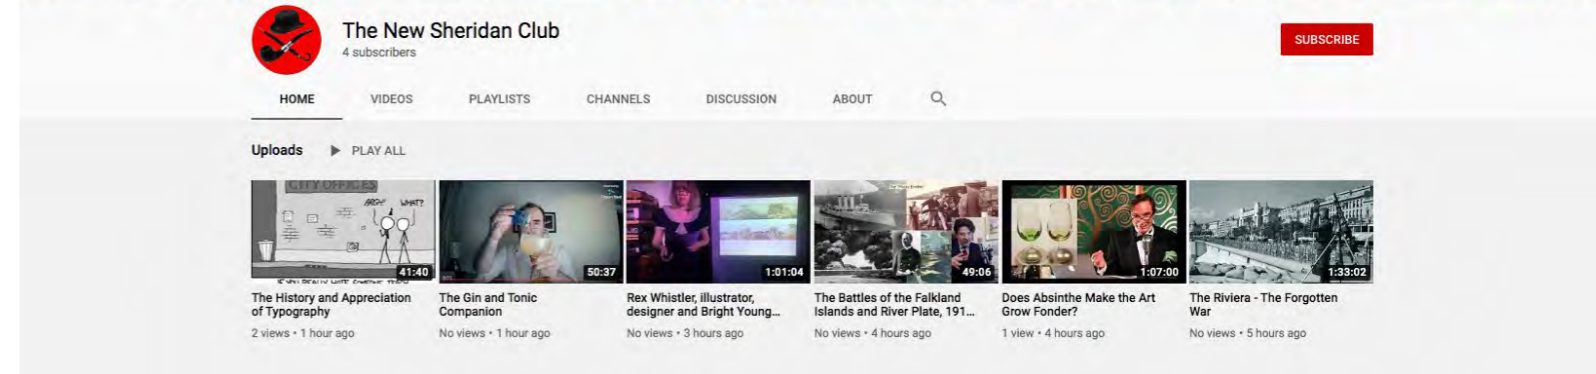 The New Sheridan Club
4 subscribers
SUBSCRIBE
HOME
VIDEOS
PLAYLISTS
CHANNELS
DISCUSSION
ABOUT
Uploads
PLAY ALL
CITY OFFICES
ARGH!
WHAT?
41:40
50:37
1:01:04
49:06
1:07:00
1:33:02
The History and Appreciation
of Typography
2 views • 1 hour ago
The Gin and Tonic
Companion
No views • 1 hour ago
Rex Whistler, illustrator,
designer and Bright Young...
No views • 3 hours ago
The Battles of the Falkland
Islands and River Plate, 191...
No views • 4 hours ago
Does Absinthe Make the Art
Grow Fonder?
1 view • 4 hours ago
The Riviera - The Forgotten
War
No views • 5 hours ago